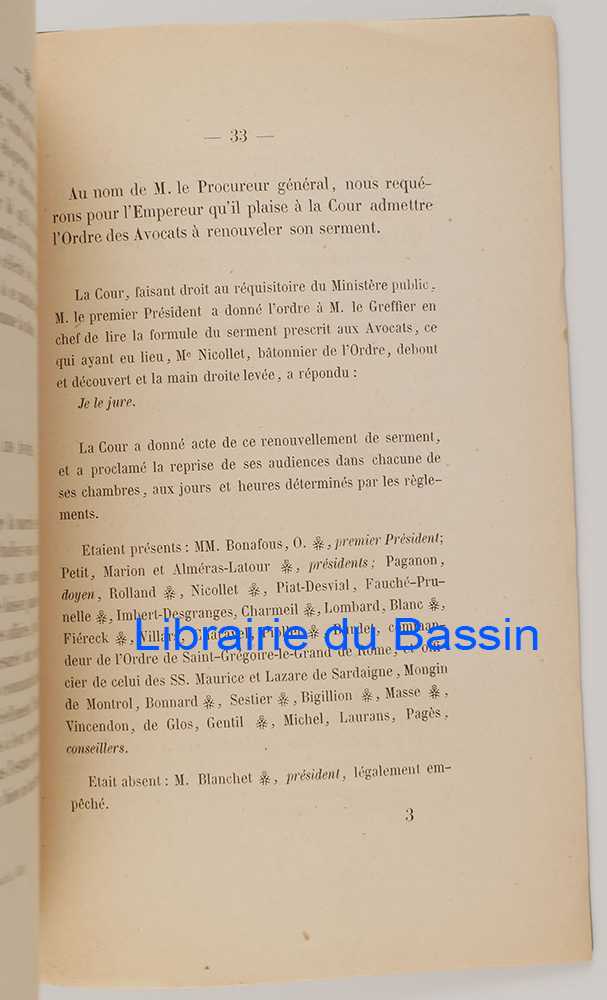 — 33 —
Au nom de M. le Procureur général, nous requé-
rons pour l'Empereur qu'il plaise à la Cour admettre
l'Ordre des Avocats à renouveler son serment.
La Cour, faisant droit au réquisitoire du Ministère public,
M. le premier Président a donné l'ordre à M. le Greffier en
chef de lire la formule du serment prescrit aux Avocats, ce
qui ayant eu lieu, Me Nicollet, bâtonnier de l'Ordre, debout
et découvert et la main droite levée, a répondu :
Je le jure.
La Cour a donné acte de ce renouvellement de serment,
et a proclamé la reprise de ses audiences dans chacune de
ses chambres, aux jours et heures déterminés par les règle-
ments.
Etaient présents : MM. Bonafous, O. ✠, premier Président;
Petit, Marion et Alméras-Latour ✠, présidents; Paganon,
doyen, Rolland ✠, Nicollet ✠, Piat-Desvial, Fauché-Pru-
nelle ✠, Imbert-Desgranges, Charmeil ✠, Lombard, Blanc ✠,
Fiéreck ✠, Villars, Charavel, Piollet ✠, comman-
Librairie du Bassin
deur de l'Ordre de Saint-Grégoire-le-Grand de Rome, et offi-
cier de celui des SS. Maurice et Lazare de Sardaigne, Mongin
de Montrol, Bonnard ✠, Sestier ✠, Bigillion ✠, Masse ✠,
Vincendon, de Glos, Gentil ✠, Michel, Laurans, Pagès,
conseillers.
Etait absent : M. Blanchet ✠, président, légalement em-
pêché.
3